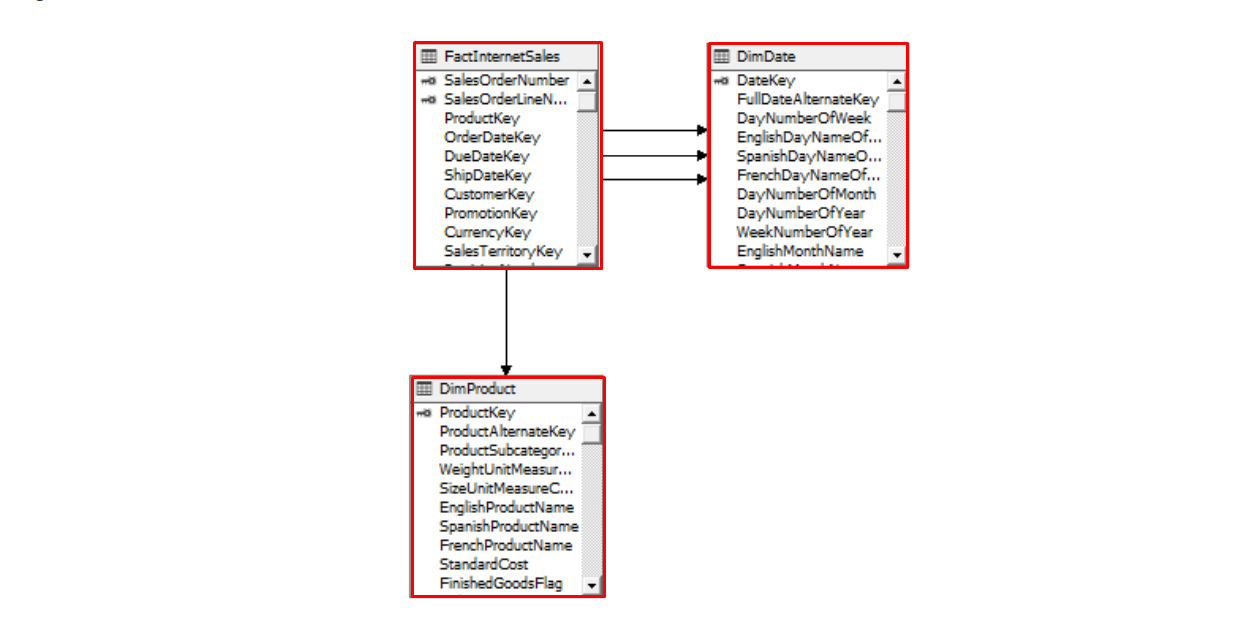 FactInternetSales
SalesOrderNumber
SalesOrderLineN...
ProductKey
OrderDateKey
DueDateKey
ShipDateKey
CustomerKey
PromotionKey
CurrencyKey
SalesTerritoryKey
DimDate
DateKey
FullDateAlternateKey
DayNumberOfWeek
EnglishDayNameOf...
SpanishDayNameO...
FrenchDayNameOf...
DayNumberOfMonth
DayNumberOfYear
WeekNumberOfYear
EnglishMonthName
DimProduct
ProductKey
ProductAlternateKey
ProductSubcategor...
WeightUnitMeasur...
SizeUnitMeasureC...
EnglishProductName
SpanishProductName
FrenchProductName
StandardCost
FinishedGoodsFlag